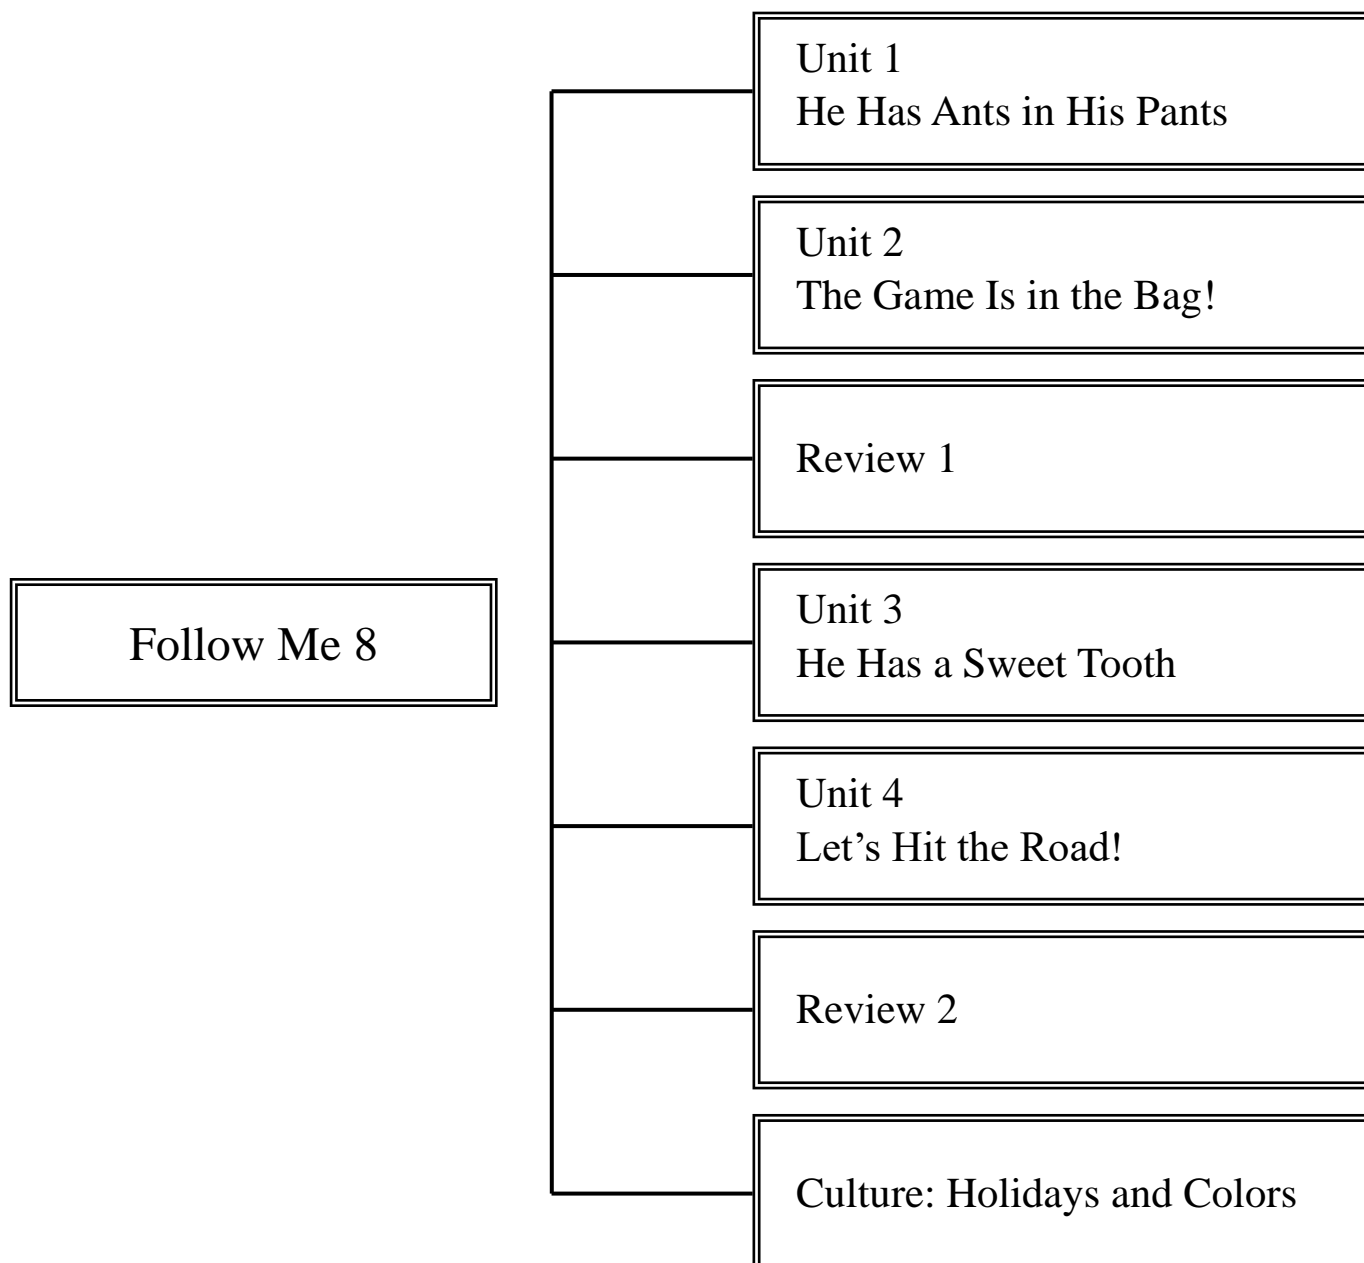 Follow Me 8
Unit 1
He Has Ants in His Pants
Unit 2
The Game Is in the Bag!
Review 1
Unit 3
He Has a Sweet Tooth
Unit 4
Let’s Hit the Road!
Review 2
Culture: Holidays and Colors